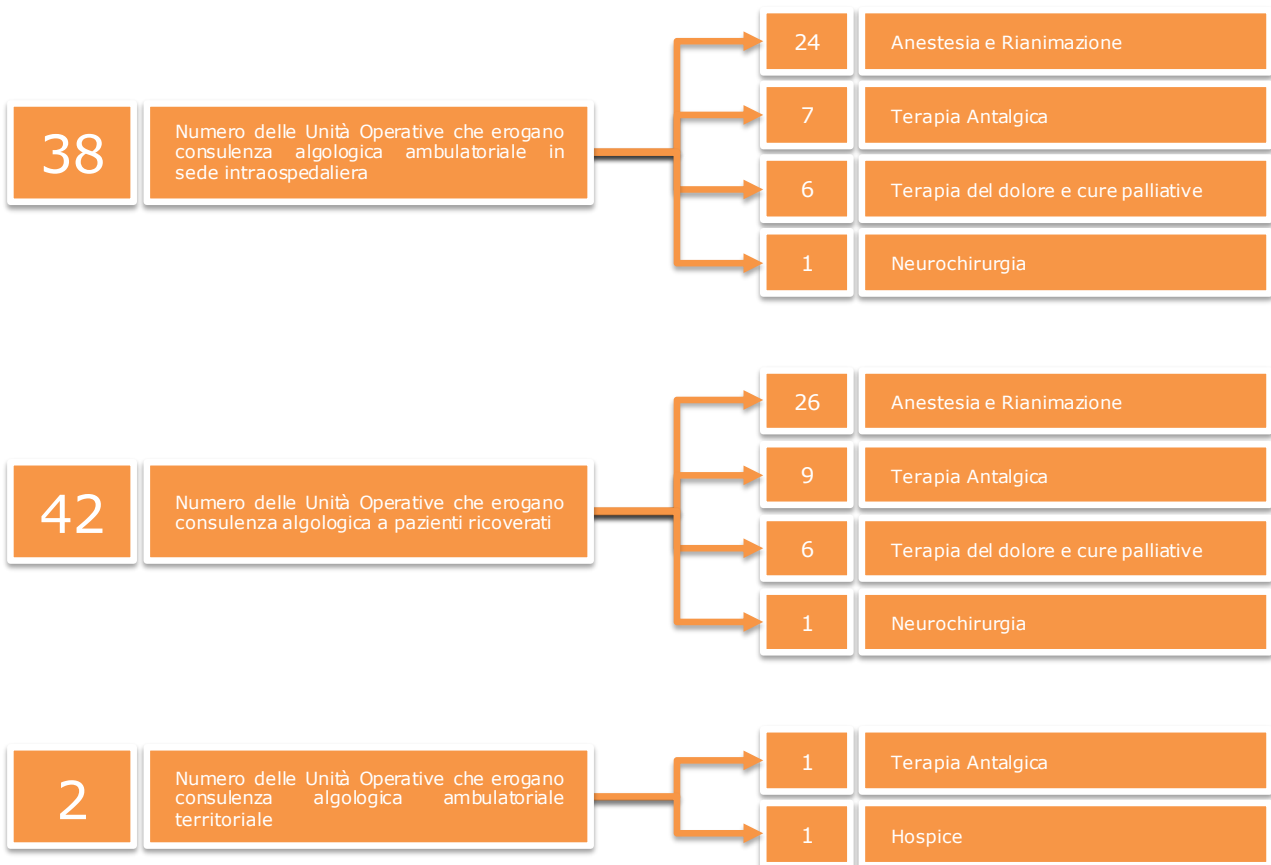 38
Numero delle Unità Operative che erogano
consulenza algologica ambulatoriale in
sede intraospedaliera
24
Anestesia e Rianimazione
7
Terapia Antalgica
6
Terapia del dolore e cure palliative
1
Neurochirurgia
42
Numero delle Unità Operative che erogano
consulenza algologica a pazienti ricoverati
26
Anestesia e Rianimazione
9
Terapia Antalgica
6
Terapia del dolore e cure palliative
1
Neurochirurgia
2
Numero delle Unità Operative che erogano
consulenza algologica ambulatoriale
territoriale
1
Terapia Antalgica
1
Hospice